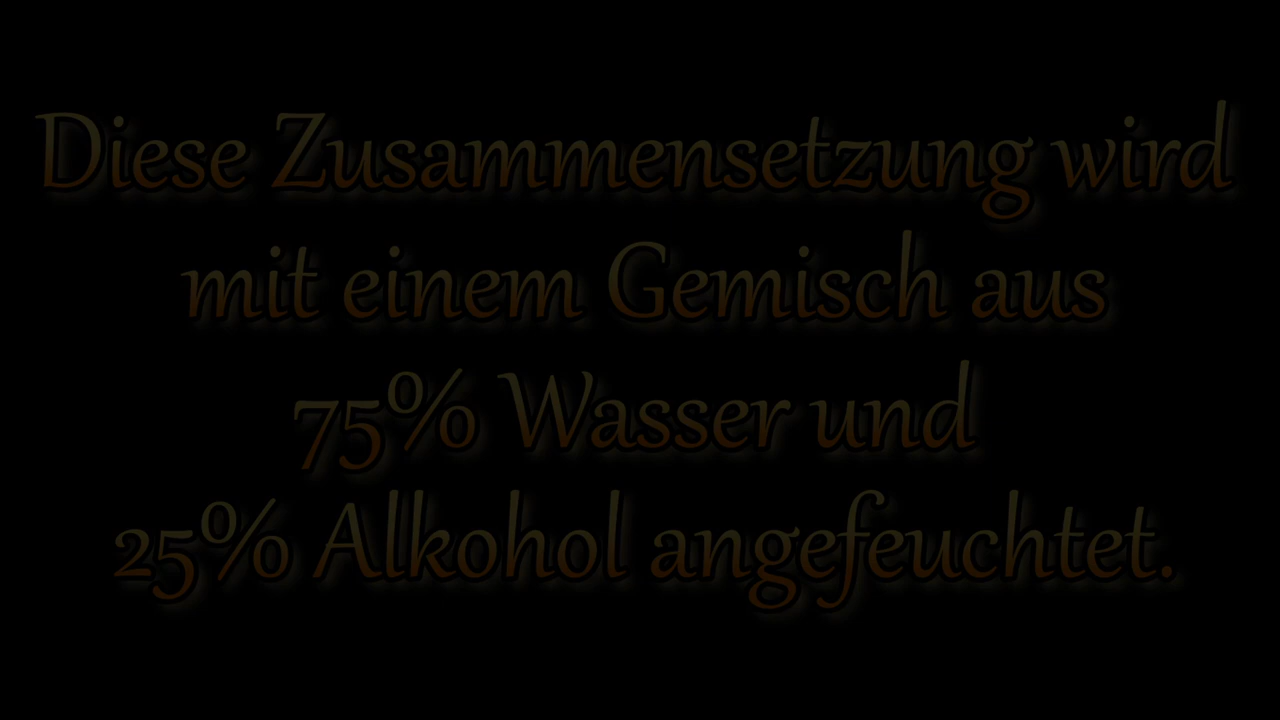 Diese Zusammensetzung wird
mit einem Gemisch aus
75% Wasser und
25% Alkohol angefeuchtet.